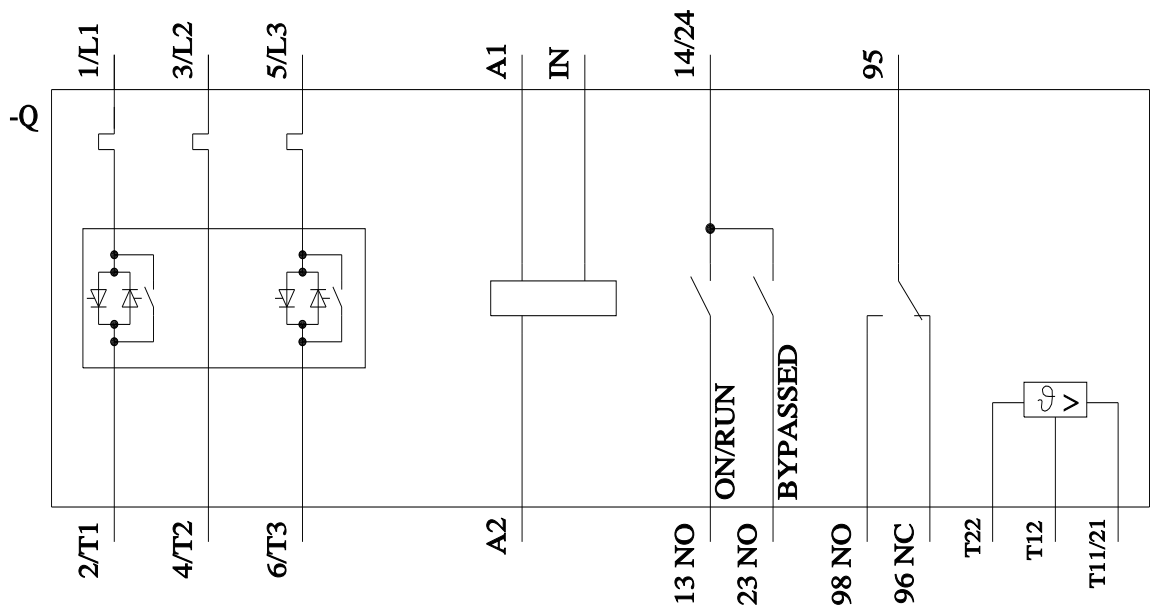 1/L1
3/L2
5/L3
A1
IN
14/24
95
-Q
ϑ >
ON/RUN
BYPASSED
2/T1
4/T2
6/T3
A2
13 NO
23 NO
98 NO
96 NC
T22
T12
T11/21